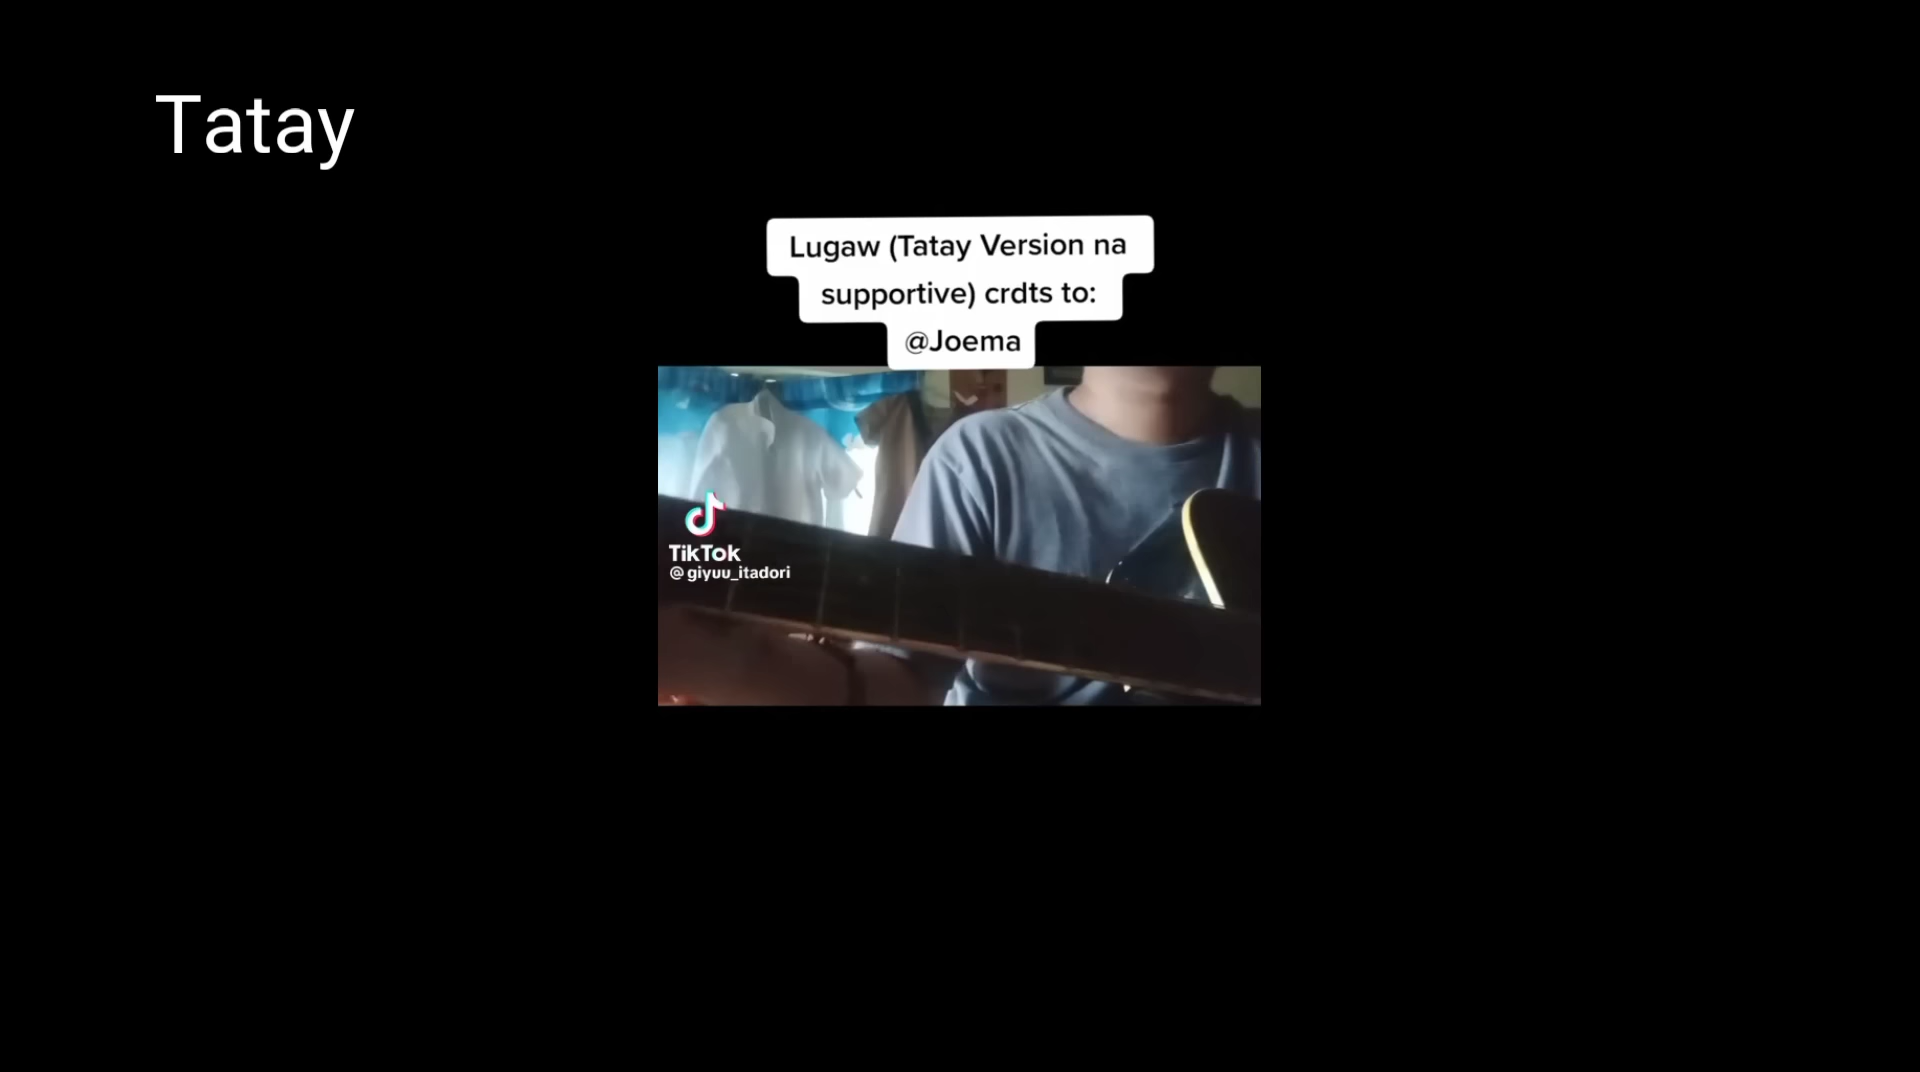 Tatay
Lugaw (Tatay Version na
supportive) crdts to:
@Joema
TikTok
@giyuu_itadori